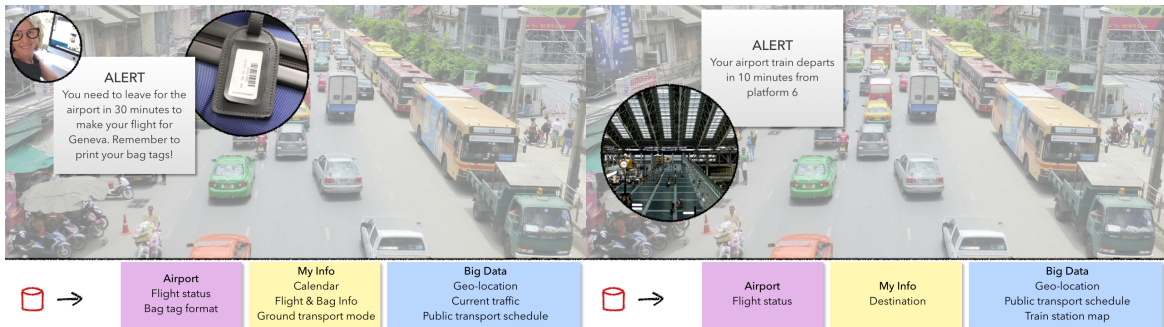 ALERT
You need to leave for the
airport in 30 minutes to
make your flight for
Geneva. Remember to
print your bag tags!
Airport
Flight status
Bag tag format
My Info
Calendar
Flight & Bag Info
Ground transport mode
Big Data
Geo-location
Current traffic
Public transport schedule
ALERT
Your airport train departs
in 10 minutes from
platform 6
Airport
Flight status
My Info
Destination
Big Data
Geo-location
Public transport schedule
Train station map